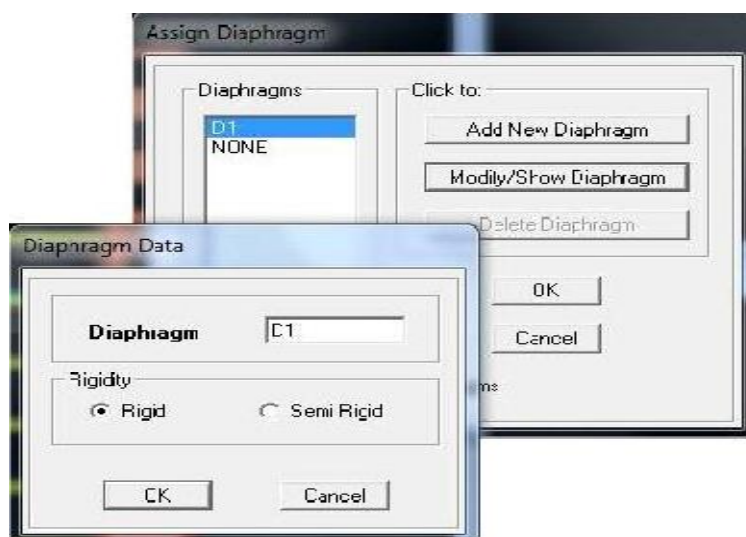 Assign Diaphragm
Diaphragms
D1
NONE
Click to:
Add New Diaphragm
Modify/Show Diaphragm
Delete Diaphragm
OK
Cancel
ms
Diaphragm Data
Diaphragm
D1
Rigidity
Rigid
Semi Rigid
OK
Cancel